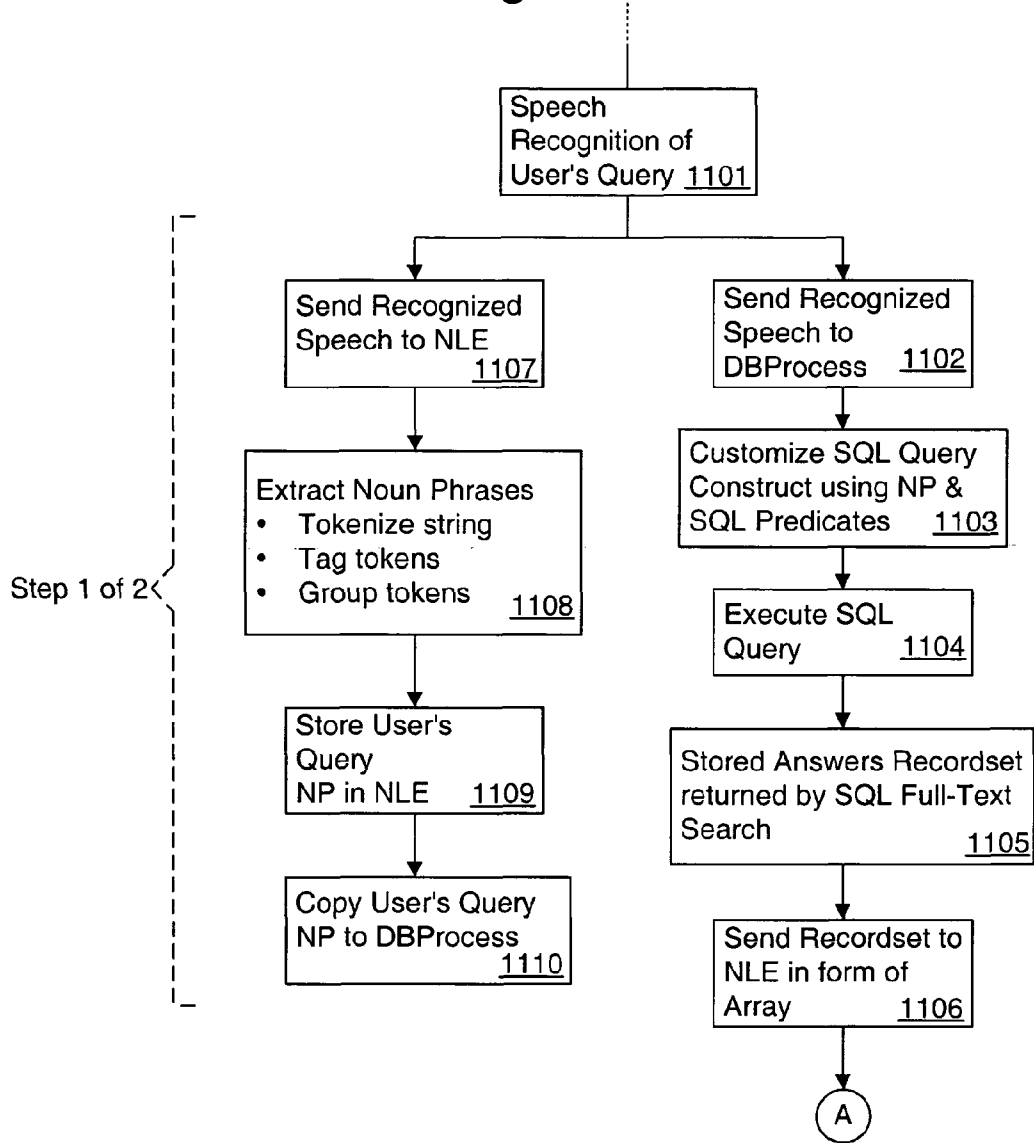 g
Speech
Recognition of
User's Query 1101
Send Recognized
Speech to NLE
1107
Send Recognized
Speech to
DBProcess 1102
Extract Noun Phrases
• Tokenize string
• Tag tokens
• Group tokens
1108
Customize SQL Query
Construct using NP &
SQL Predicates 1103
Step 1 of 2
Execute SQL
Query 1104
Store User's
Query
NP in NLE 1109
Stored Answers Recordset
returned by SQL Full-Text
Search
1105
Copy User's Query
NP to DBProcess
1110
Send Recordset to
NLE in form of
Array 1106
A